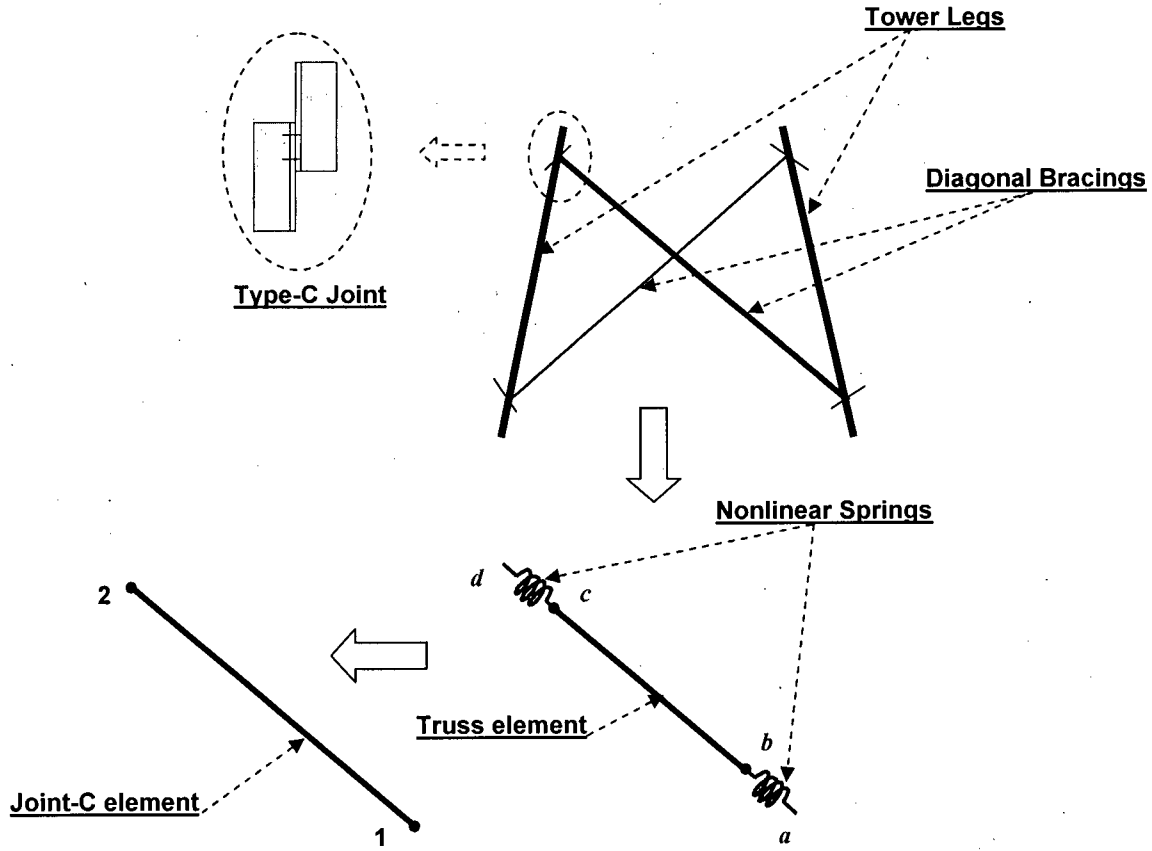 Tower Legs
Diagonal Bracings
Type-C Joint
Nonlinear Springs
d
c
2
Truss element
b
Joint-C element
1
a